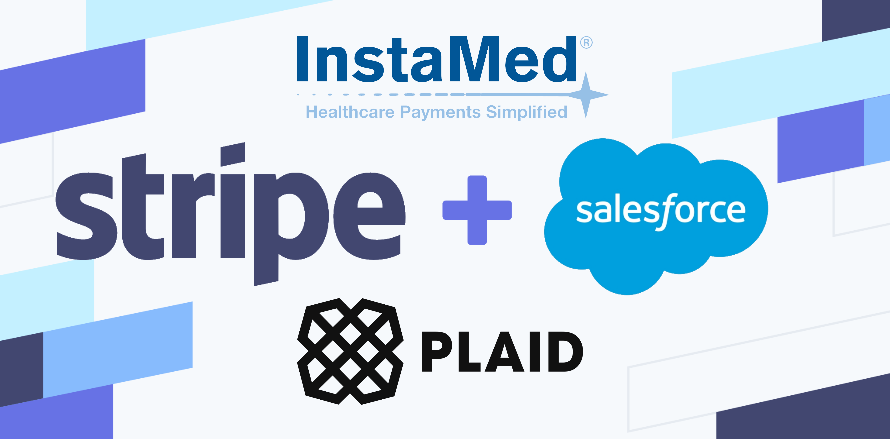 InstaMed®
Healthcare Payments Simplified
stripe + salesforce
PLAID